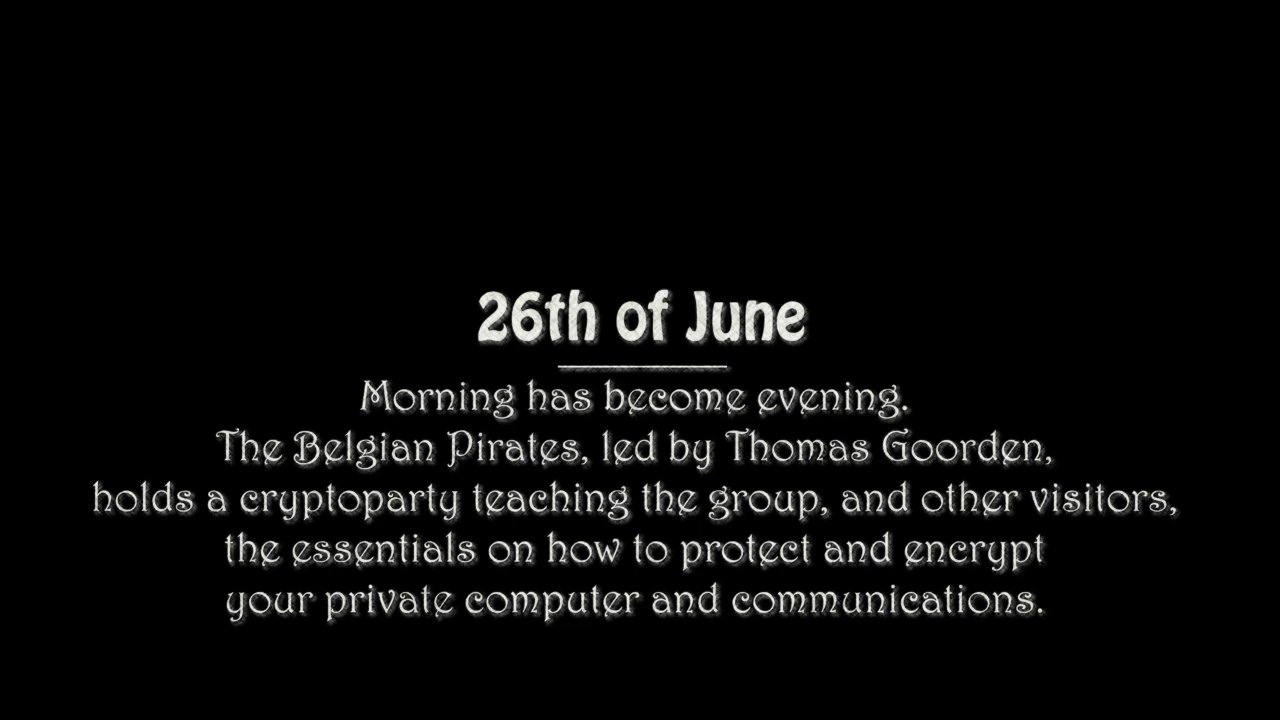 26th of June
Morning has become evening.
The Belgian Pirates, led by Thomas Goorden,
holds a cryptoparty teaching the group, and other visitors,
the essentials on how to protect and encrypt
your private computer and communications.